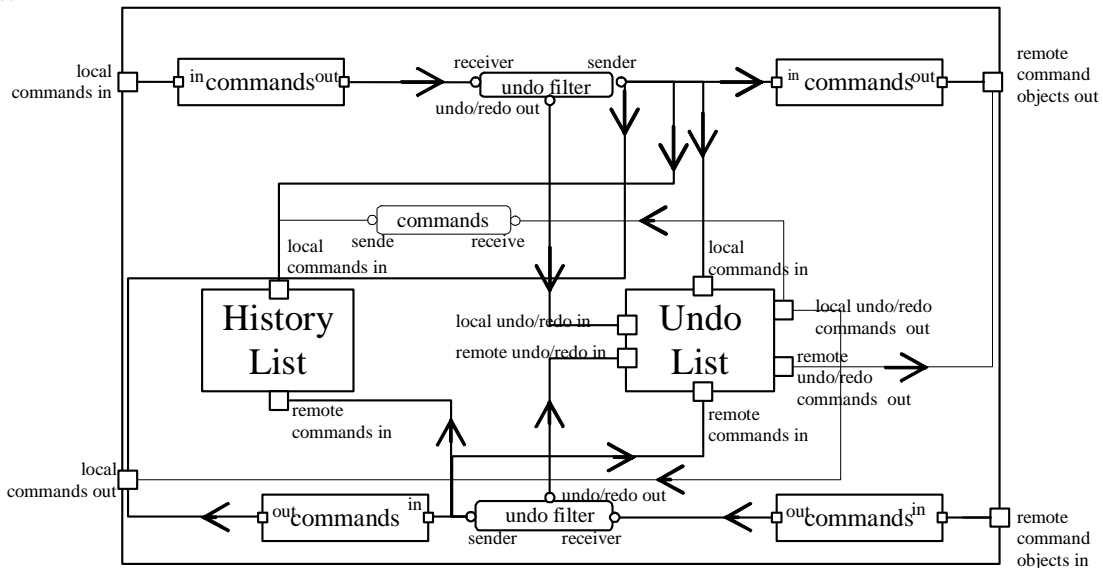 local
commands in
in commands out
receiver
sender
undo filter
undo/redo out
in commands out
remote
command
objects out
commands
sende
receive
local
commands in
local
commands in
History
List
local undo/redo in
remote undo/redo in
Undo
List
local undo/redo
commands out
remote
undo/redo
commands out
remote
commands in
remote
commands in
local
commands out
out commands in
undo/redo out
undo filter
sender
receiver
out commands in
remote
command
objects in